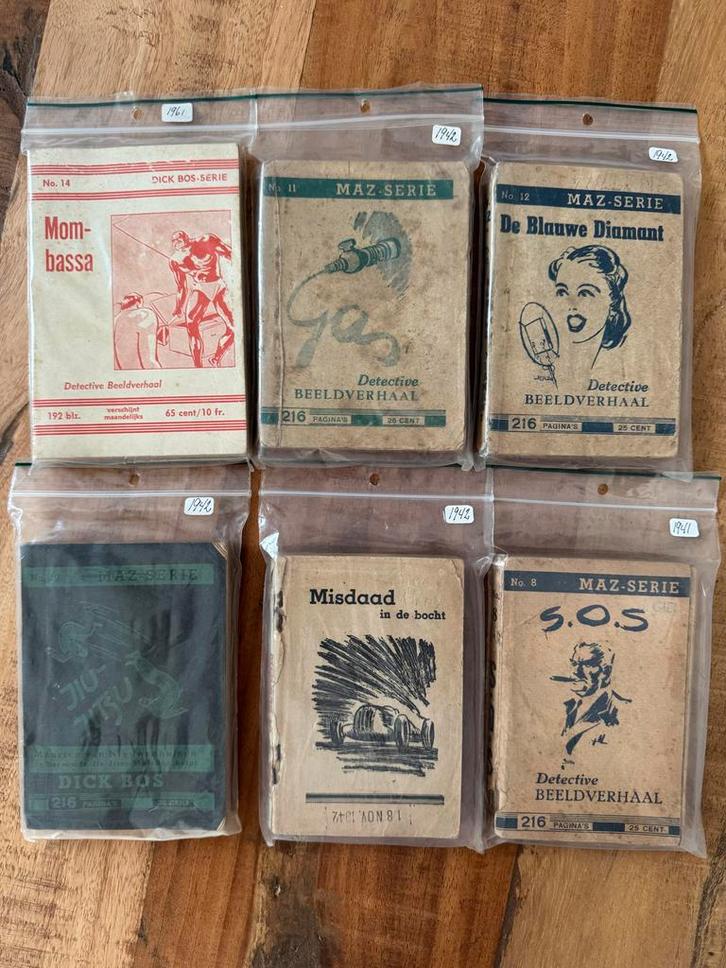 1961
No. 14 DICK BOS-SERIE
Mom-
bassa
Detective Beeldverhaal
192 blz. verschijnt maandelijks 65 cent/10 fr.
1942
No. 11 MAZ-SERIE
Gas
Detective
BEELDVERHAAL
216 PAGINA'S 25 CENT
1942
No. 12 MAZ-SERIE
De Blauwe Diamant
Detective
BEELDVERHAAL
216 PAGINA'S 25 CENT
1942
MAZ-SERIE
JIU-
JITSU
DICK BOS
216 PAGINA'S
1942
Misdaad
in de bocht
18 NOV. 1942
1941
No. 8 MAZ-SERIE
S.O.S
Detective
BEELDVERHAAL
216 PAGINA'S 25 CENT